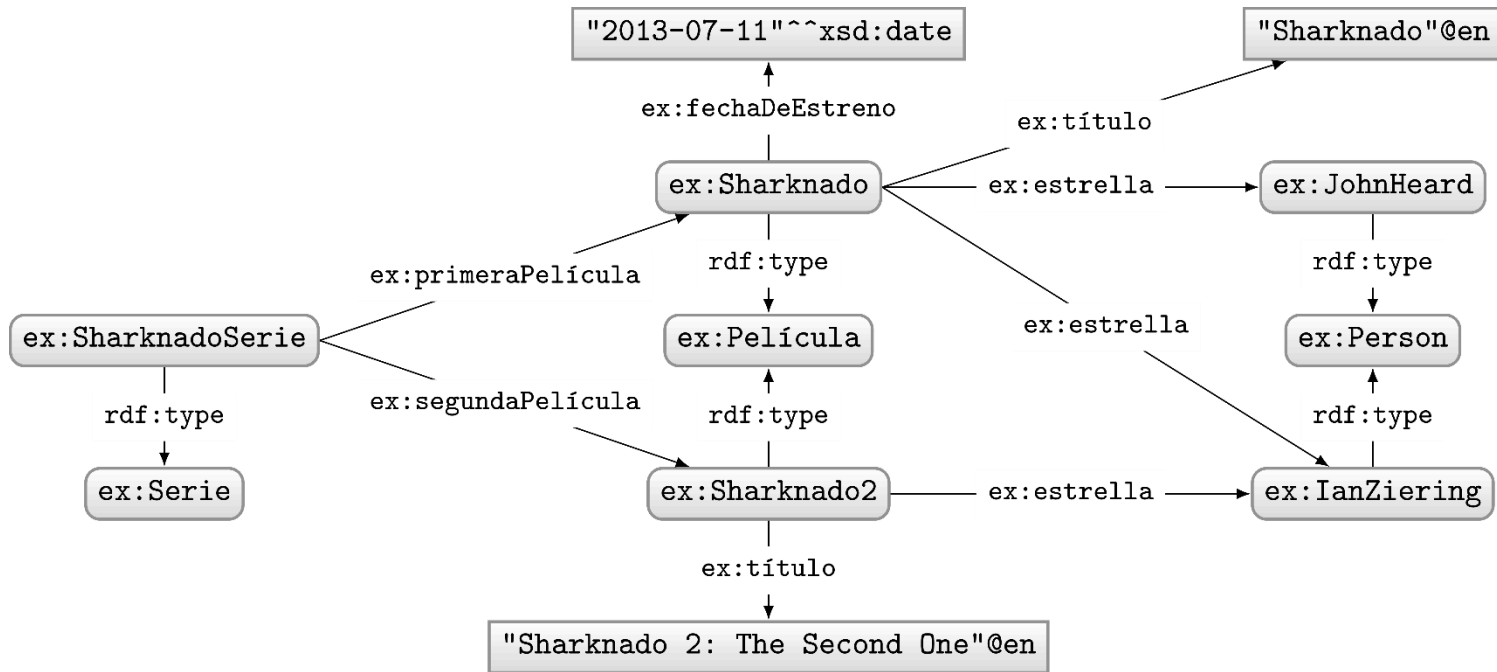 "2013-07-11"^^xsd:date
"Sharknado"@en
ex:fechaDeEstreno
ex:título
ex:Sharknado
ex:estrella
ex:JohnHeard
ex:primeraPelícula
rdf:type
rdf:type
ex:SharknadoSerie
ex:Película
ex:estrella
ex:Person
rdf:type
ex:segundaPelícula
rdf:type
rdf:type
ex:Serie
ex:Sharknado2
ex:estrella
ex:IanZiering
ex:título
"Sharknado 2: The Second One"@en